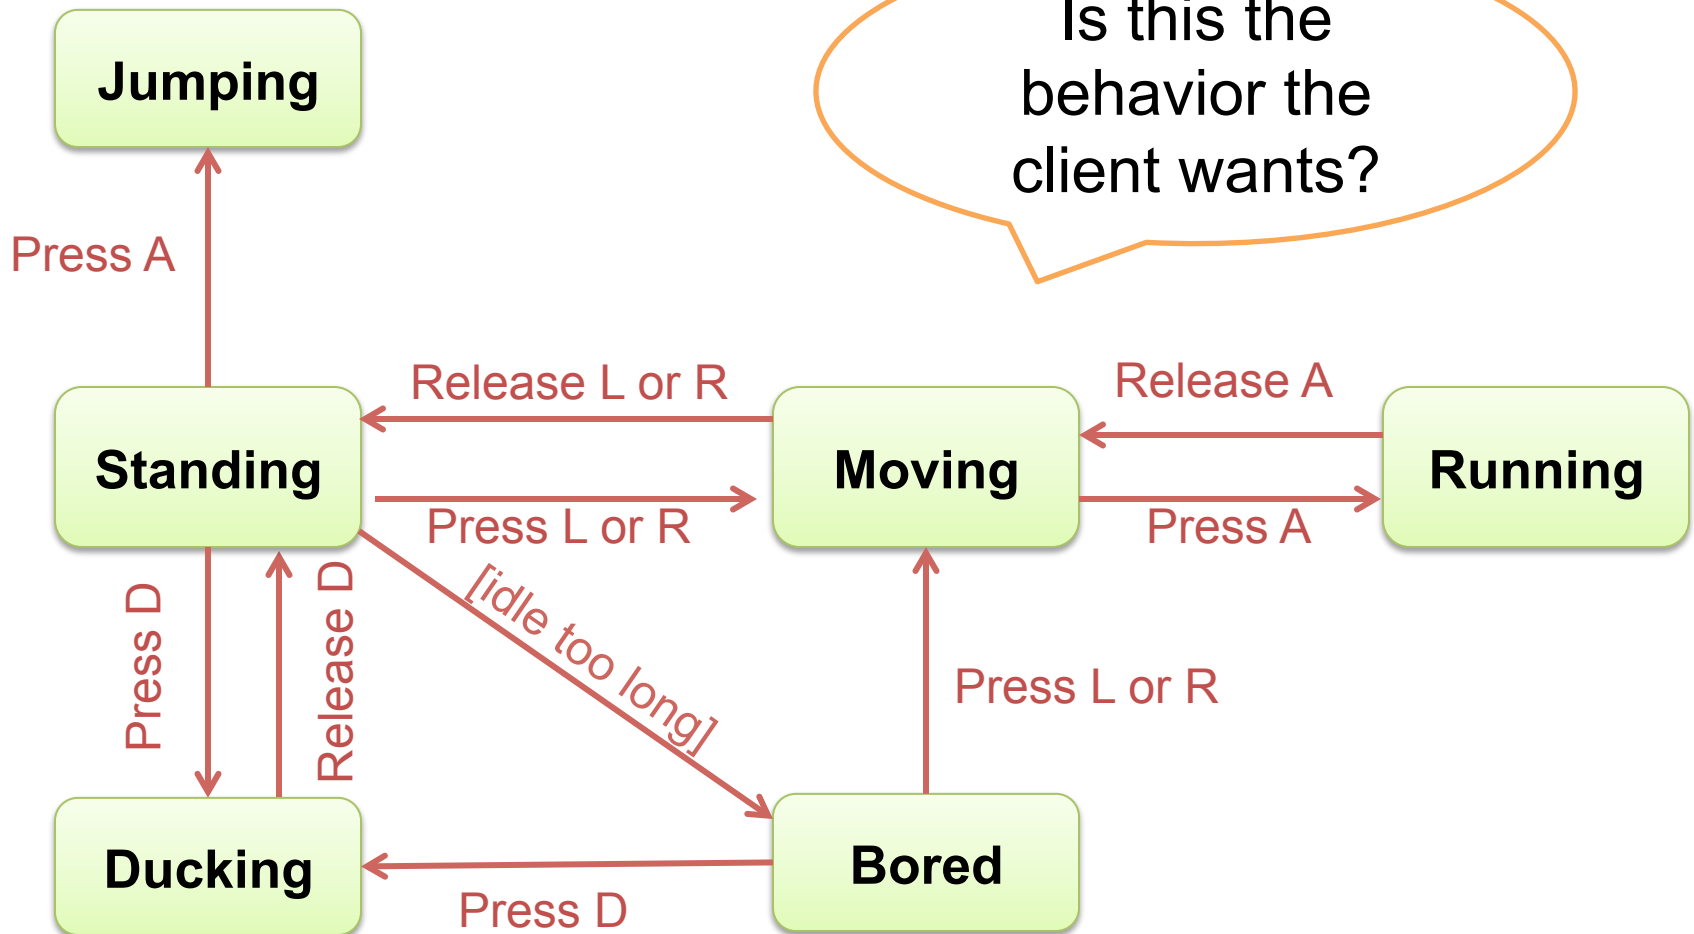 Is this the
behavior the
client wants?
Jumping
Press A
Release L or R
Release A
Standing
Moving
Running
Press L or R
Press A
Press D
Release D
[idle too long]
Press L or R
Ducking
Bored
Press D